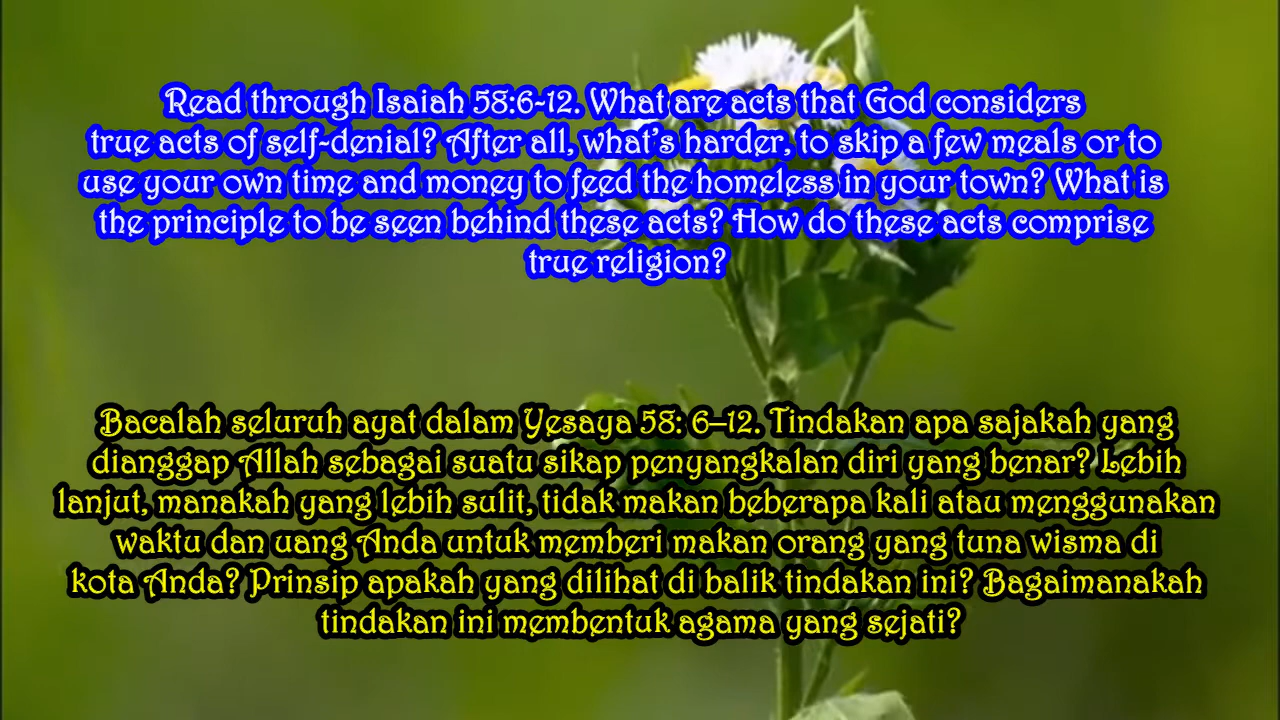 Read through Isaiah 58:6-12. What are acts that God considers
true acts of self-denial? After all, what's harder, to skip a few meals or to
use your own time and money to feed the homeless in your town? What is
the principle to be seen behind these acts? How do these acts comprise
true religion?
Bacalah seluruh ayat dalam Yesaya 58: 6–12. Tindakan apa sajakah yang
dianggap Allah sebagai suatu sikap penyangkalan diri yang benar? Lebih
lanjut, manakah yang lebih sulit, tidak makan beberapa kali atau menggunakan
waktu dan uang Anda untuk memberi makan orang yang tuna wisma di
kota Anda? Prinsip apakah yang dilihat di balik tindakan ini? Bagaimanakah
tindakan ini membentuk agama yang sejati?